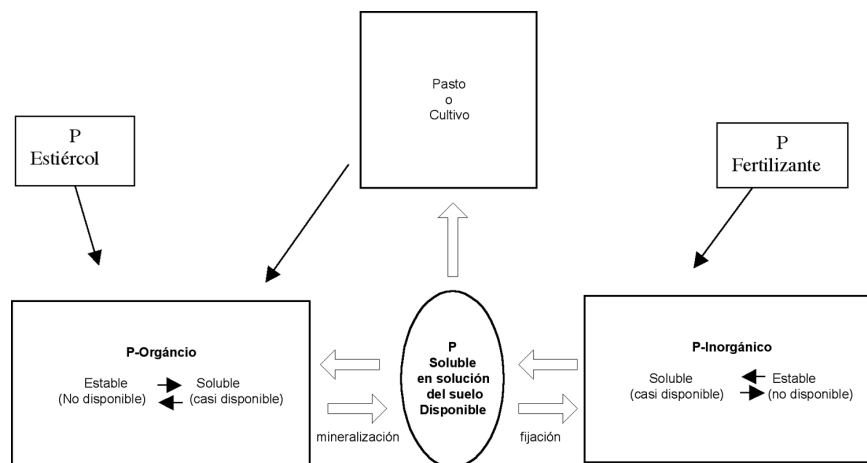 Pasto
o
Cultivo
P
Estiércol
P
Fertilizante
P-Orgáncio
Estable
(No disponible)
Soluble
(casi disponible)
mineralización
P
Soluble
en solución
del suelo
Disponible
fijación
P-Inorgánico
Soluble
(casi disponible)
Estable
(no disponible)